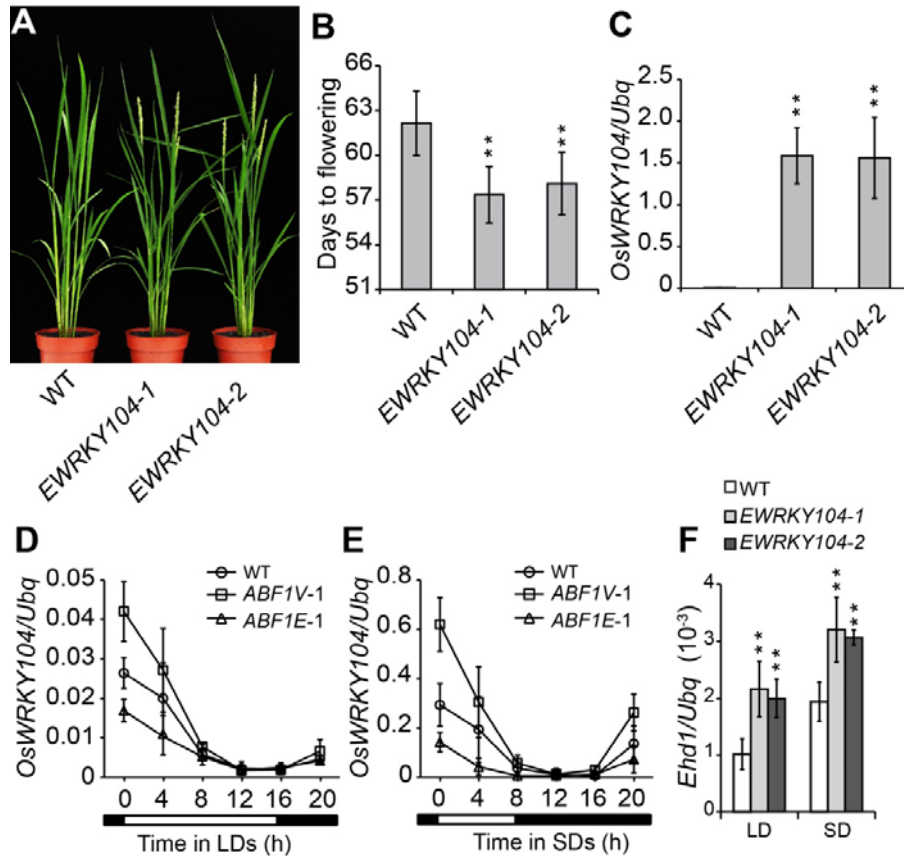 A
WT
EWRKY104-1
EWRKY104-2
B
Days to flowering
66
63
60
57
54
51
**
**
WT
EWRKY104-1
EWRKY104-2
C
OsWRKY104/Ubq
2.5
2.0
1.5
1.0
0.5
0
**
**
WT
EWRKY104-1
EWRKY104-2
D
OsWRKY104/Ubq
WT
ABF1V-1
ABF1E-1
0.05
0.04
0.03
0.02
0.01
0
0 4 8 12 16 20
Time in LDs (h)
E
OsWRKY104/Ubq
WT
ABF1V-1
ABF1E-1
0.8
0.6
0.4
0.2
0
0 4 8 12 16 20
Time in SDs (h)
WT
EWRKY104-1
EWRKY104-2
F
Ehd1/Ubq (10⁻³)
4
3
2
1
0
**
**
**
**
LD SD